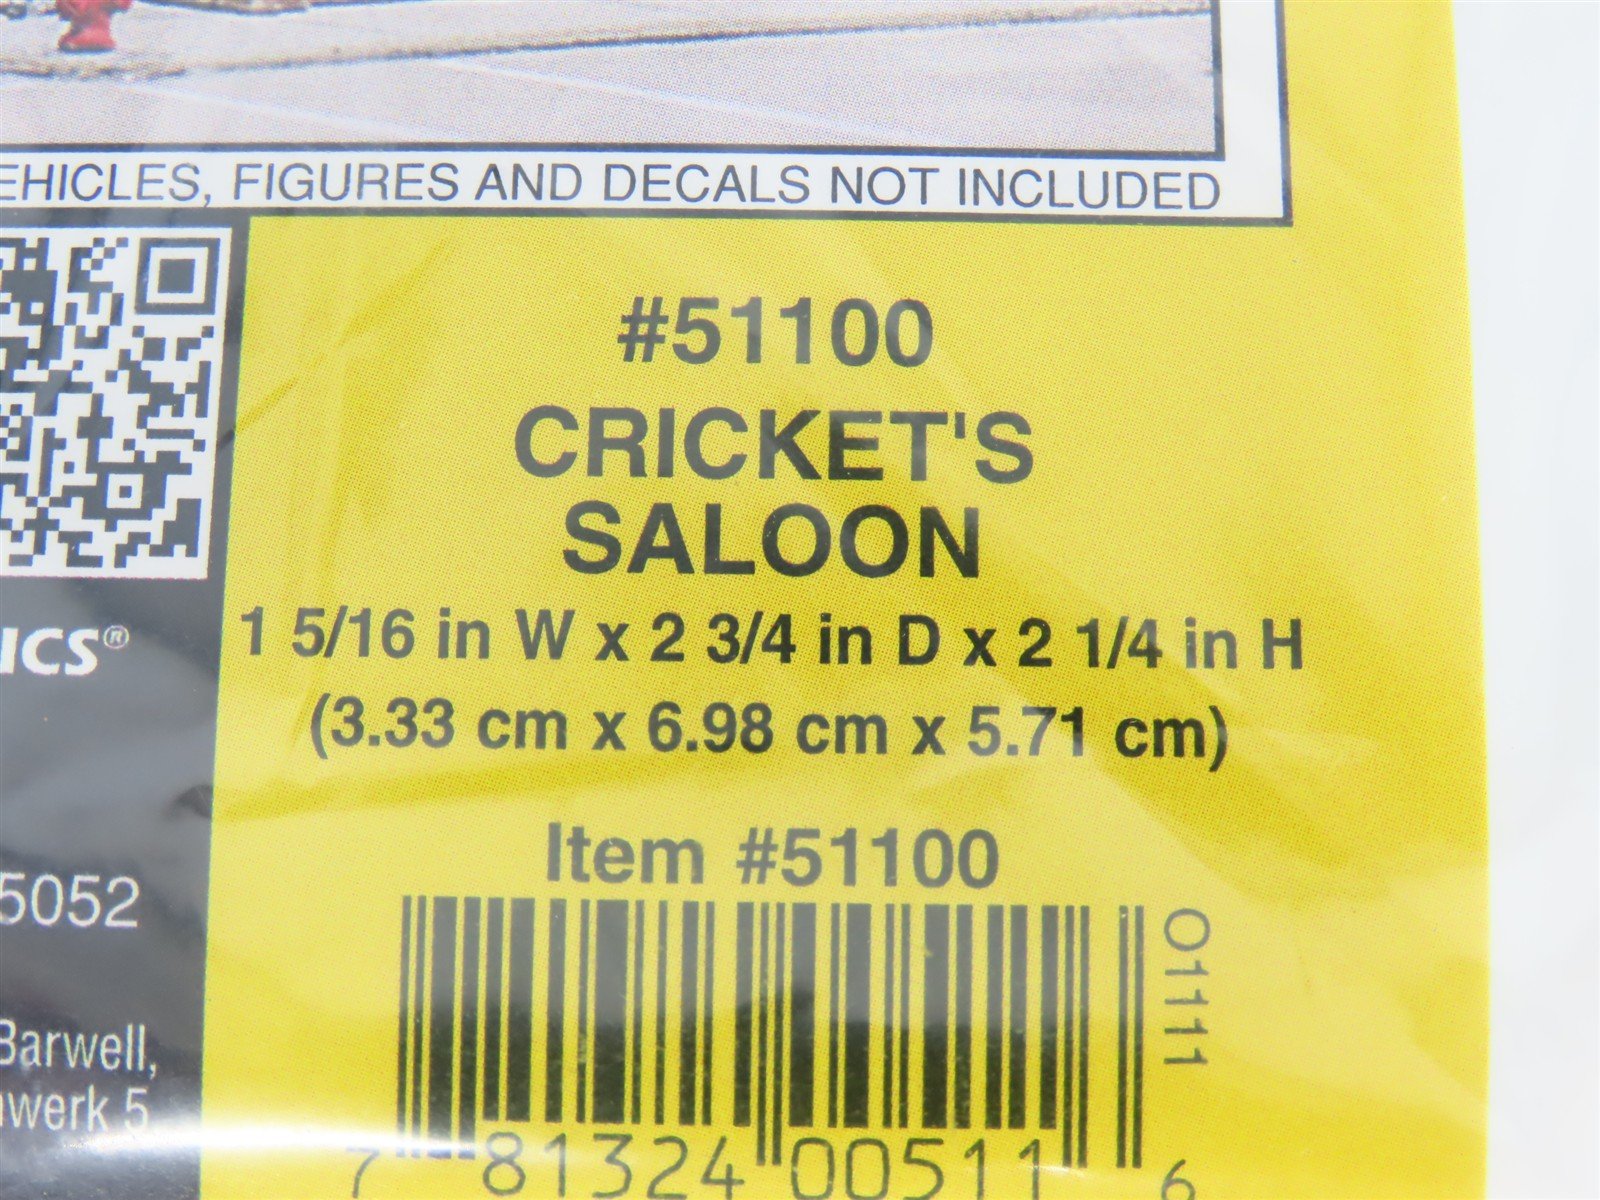 EHICLES, FIGURES AND DECALS NOT INCLUDED
#51100
CRICKET'S
SALOON
1 5/16 in W x 2 3/4 in D x 2 1/4 in H
(3.33 cm x 6.98 cm x 5.71 cm)
ICS®
Item #51100
5052
01111
Barwell,
werk 5
7 81324 00511 6